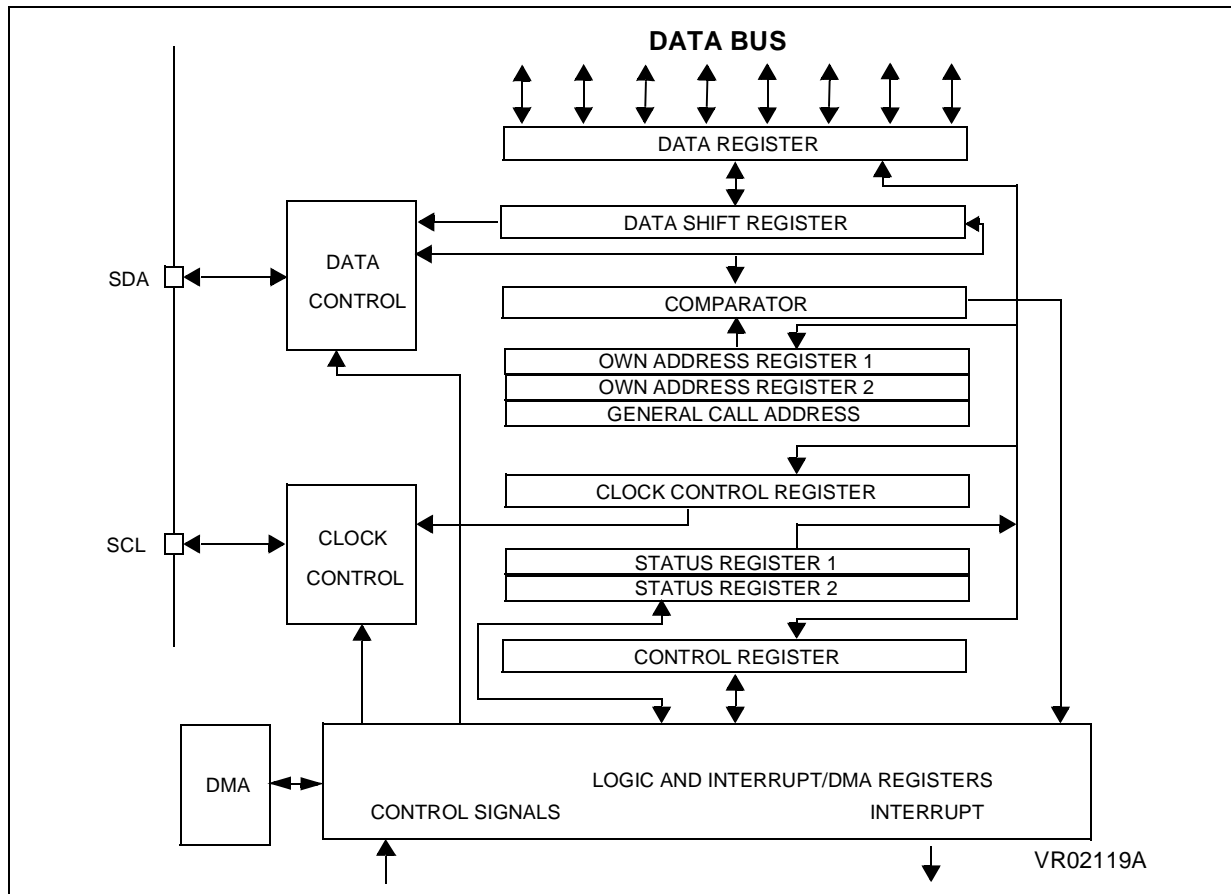 DATA BUS
DATA REGISTER
DATA SHIFT REGISTER
DATA
CONTROL
SDA
COMPARATOR
OWN ADDRESS REGISTER 1
OWN ADDRESS REGISTER 2
GENERAL CALL ADDRESS
CLOCK CONTROL REGISTER
SCL
CLOCK
CONTROL
STATUS REGISTER 1
STATUS REGISTER 2
CONTROL REGISTER
DMA
LOGIC AND INTERRUPT/DMA REGISTERS
CONTROL SIGNALS
INTERRUPT
VR02119A